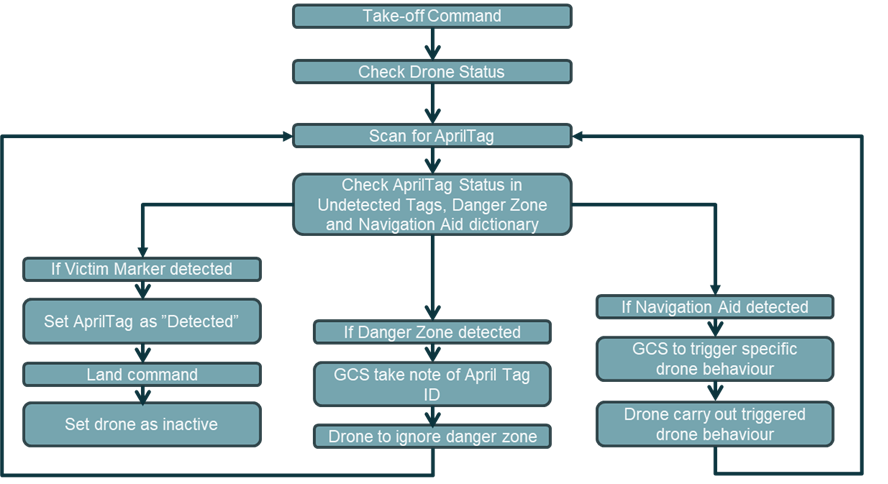 Take-off Command
Check Drone Status
Scan for AprilTag
Check AprilTag Status in
Undetected Tags, Danger Zone
and Navigation Aid dictionary
If Victim Marker detected
Set AprilTag as ”Detected”
Land command
Set drone as inactive
If Danger Zone detected
GCS take note of April Tag
ID
Drone to ignore danger zone
If Navigation Aid detected
GCS to trigger specific
drone behaviour
Drone carry out triggered
drone behaviour